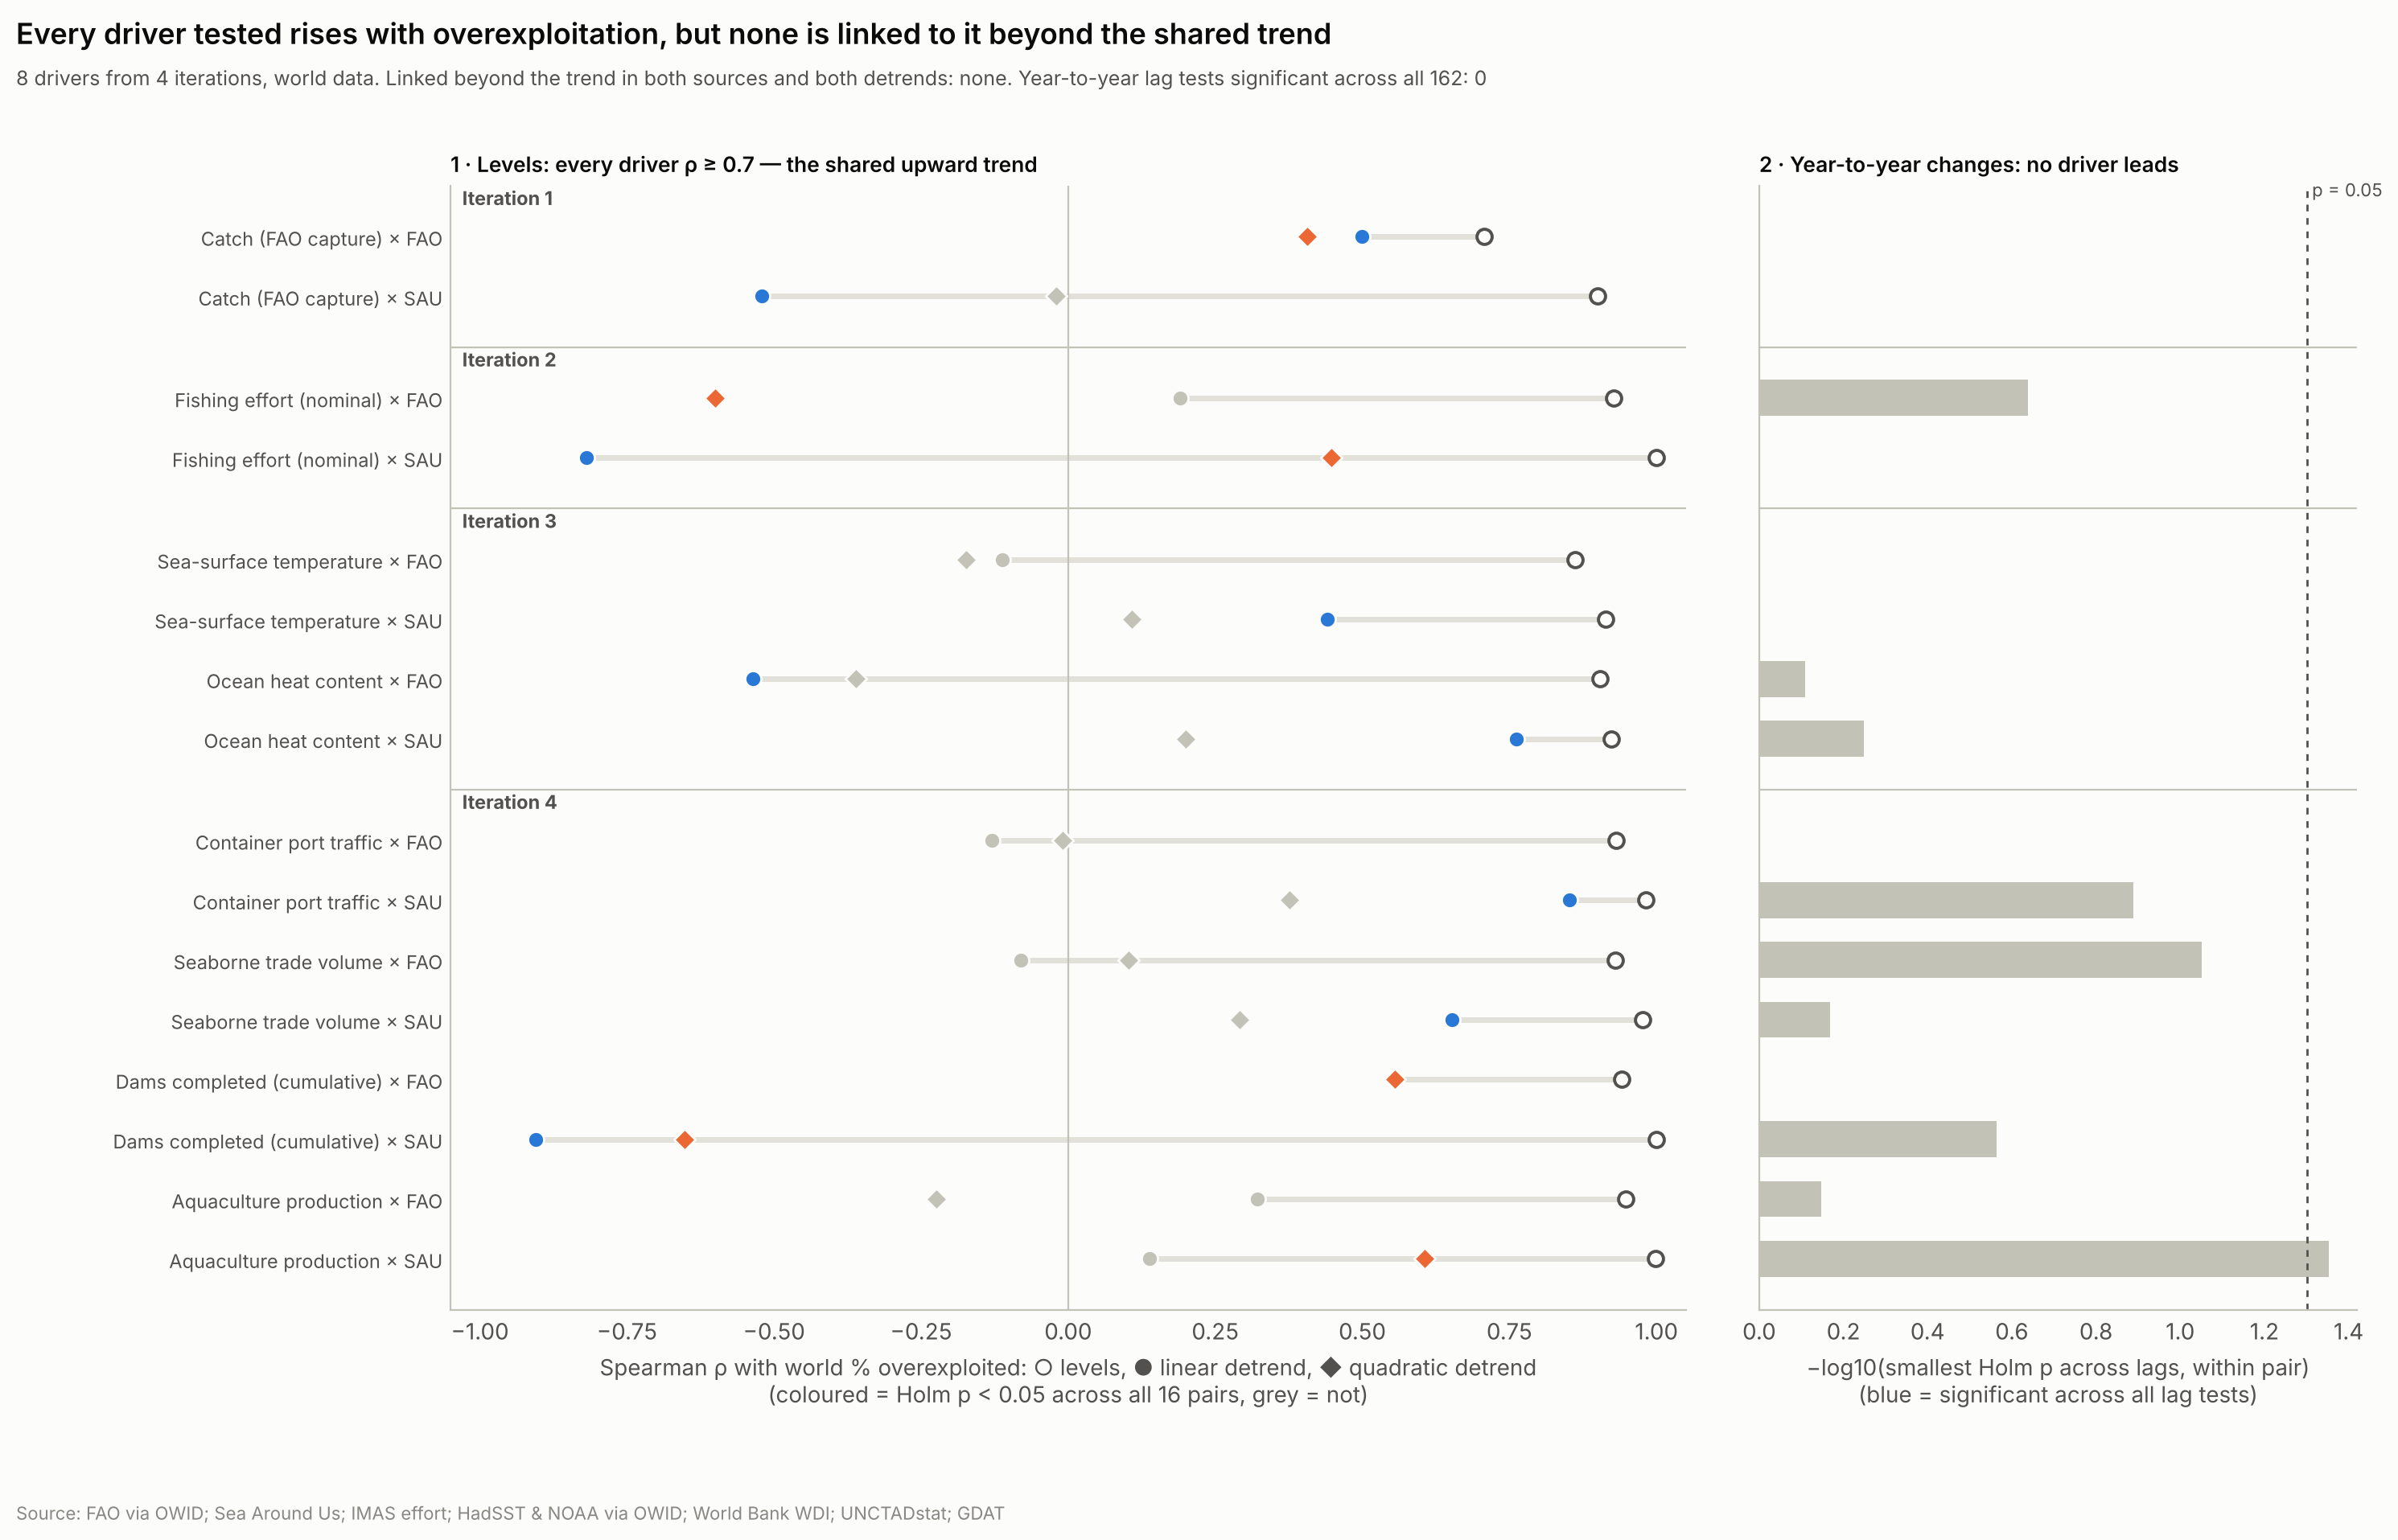 Every driver tested rises with overexploitation, but none is linked to it beyond the shared trend
8 drivers from 4 iterations, world data. Linked beyond the trend in both sources and both detrends: none. Year-to-year lag tests significant across all 162: 0
1 · Levels: every driver ρ ≥ 0.7 — the shared upward trend
Iteration 1
Catch (FAO capture) × FAO
Catch (FAO capture) × SAU
Iteration 2
Fishing effort (nominal) × FAO
Fishing effort (nominal) × SAU
Iteration 3
Sea-surface temperature × FAO
Sea-surface temperature × SAU
Ocean heat content × FAO
Ocean heat content × SAU
Iteration 4
Container port traffic × FAO
Container port traffic × SAU
Seaborne trade volume × FAO
Seaborne trade volume × SAU
Dams completed (cumulative) × FAO
Dams completed (cumulative) × SAU
Aquaculture production × FAO
Aquaculture production × SAU
−1.00 −0.75 −0.50 −0.25 0.00 0.25 0.50 0.75 1.00
Spearman ρ with world % overexploited: ○ levels, ● linear detrend, ◆ quadratic detrend
(coloured = Holm p < 0.05 across all 16 pairs, grey = not)
2 · Year-to-year changes: no driver leads
p = 0.05
0.0 0.2 0.4 0.6 0.8 1.0 1.2 1.4
−log10(smallest Holm p across lags, within pair)
(blue = significant across all lag tests)
Source: FAO via OWID; Sea Around Us; IMAS effort; HadSST & NOAA via OWID; World Bank WDI; UNCTADstat; GDAT